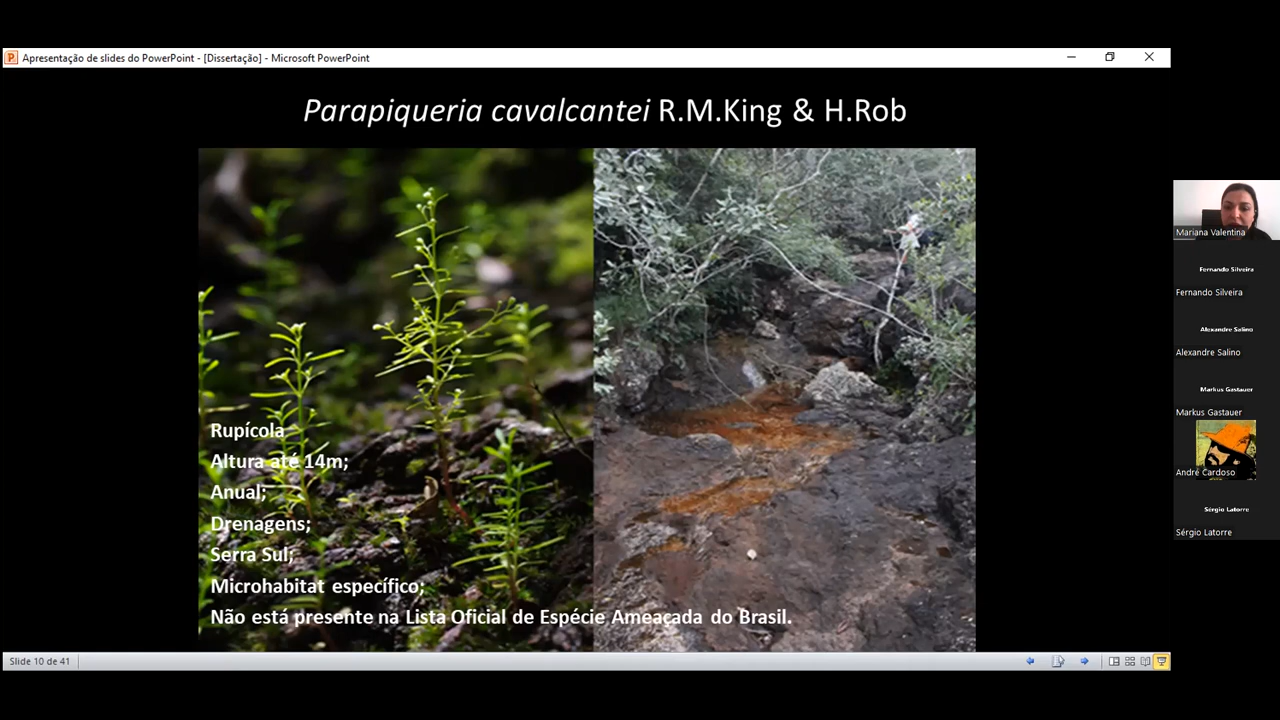 Apresentação de slides do PowerPoint - [Dissertação] - Microsoft PowerPoint
Parapiqueria cavalcantei R.M.King & H.Rob
Rupícola
Altura até 14m;
Anual;
Drenagens;
Serra Sul;
Microhabitat específico;
Não está presente na Lista Oficial de Espécie Ameaçada do Brasil.
Slide 10 de 41
Mariana Valentina
Fernando Silveira
Fernando Silveira
Alexandre Salino
Alexandre Salino
Markus Gastauer
Markus Gastauer
André Cardoso
Sérgio Latorre
Sérgio Latorre